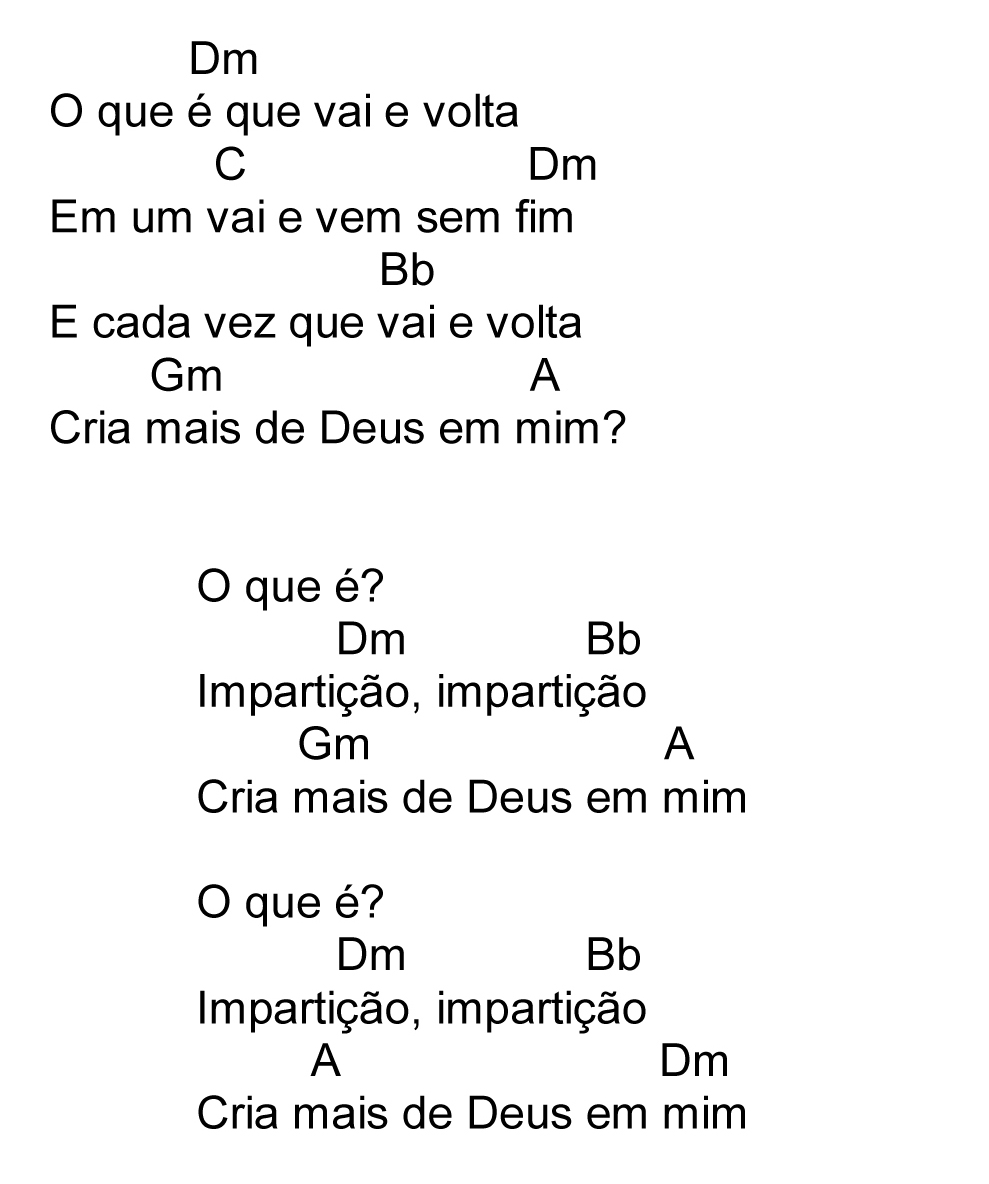 Dm
O que é que vai e volta
C Dm
Em um vai e vem sem fim
Bb
E cada vez que vai e volta
Gm A
Cria mais de Deus em mim?
O que é?
Dm Bb
Impartição, impartição
Gm A
Cria mais de Deus em mim
O que é?
Dm Bb
Impartição, impartição
A Dm
Cria mais de Deus em mim